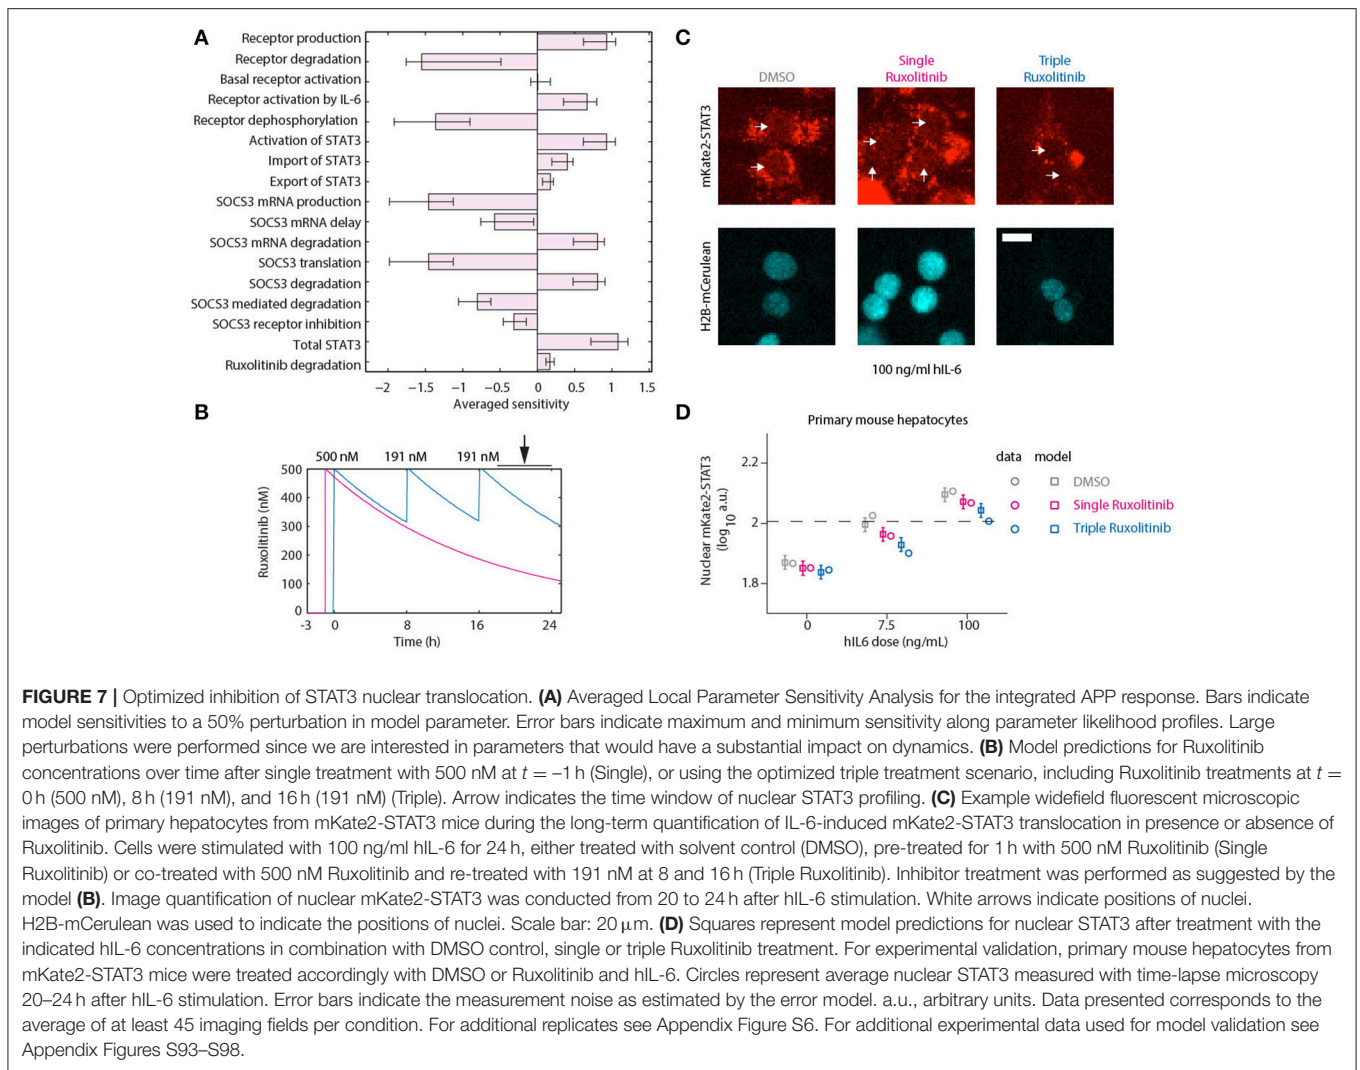 A
Receptor production
Receptor degradation
Basal receptor activation
Receptor activation by IL-6
Receptor dephosphorylation
Activation of STAT3
Import of STAT3
Export of STAT3
SOCS3 mRNA production
SOCS3 mRNA delay
SOCS3 mRNA degradation
SOCS3 translation
SOCS3 degradation
SOCS3 mediated degradation
SOCS3 receptor inhibition
Total STAT3
Ruxolitinib degradation
−2 −1.5 −1 −0.5 0 0.5 1 1.5
Averaged sensitivity
B
500 nM 191 nM 191 nM
Ruxolitinib (nM)
500
400
300
200
100
0
-3 0 8 16 24
Time (h)
C
DMSO
Single
Ruxolitinib
Triple
Ruxolitinib
mKate2-STAT3
H2B-mCerulean
100 ng/ml hIL-6
D
Primary mouse hepatocytes
Nuclear mKate2-STAT3
(log10 a.u.)
2.2
2
1.8
0 7.5 100
hIL6 dose (ng/mL)
data model
DMSO
Single Ruxolitinib
Triple Ruxolitinib
FIGURE 7 | Optimized inhibition of STAT3 nuclear translocation. (A) Averaged Local Parameter Sensitivity Analysis for the integrated APP response. Bars indicate
model sensitivities to a 50% perturbation in model parameter. Error bars indicate maximum and minimum sensitivity along parameter likelihood profiles. Large
perturbations were performed since we are interested in parameters that would have a substantial impact on dynamics. (B) Model predictions for Ruxolitinib
concentrations over time after single treatment with 500 nM at t = –1 h (Single), or using the optimized triple treatment scenario, including Ruxolitinib treatments at t =
0 h (500 nM), 8 h (191 nM), and 16 h (191 nM) (Triple). Arrow indicates the time window of nuclear STAT3 profiling. (C) Example widefield fluorescent microscopic
images of primary hepatocytes from mKate2-STAT3 mice during the long-term quantification of IL-6-induced mKate2-STAT3 translocation in presence or absence of
Ruxolitinib. Cells were stimulated with 100 ng/ml hIL-6 for 24 h, either treated with solvent control (DMSO), pre-treated for 1 h with 500 nM Ruxolitinib (Single
Ruxolitinib) or co-treated with 500 nM Ruxolitinib and re-treated with 191 nM at 8 and 16 h (Triple Ruxolitinib). Inhibitor treatment was performed as suggested by the
model (B). Image quantification of nuclear mKate2-STAT3 was conducted from 20 to 24 h after hIL-6 stimulation. White arrows indicate positions of nuclei.
H2B-mCerulean was used to indicate the positions of nuclei. Scale bar: 20 μm. (D) Squares represent model predictions for nuclear STAT3 after treatment with the
indicated hIL-6 concentrations in combination with DMSO control, single or triple Ruxolitinib treatment. For experimental validation, primary mouse hepatocytes from
mKate2-STAT3 mice were treated accordingly with DMSO or Ruxolitinib and hIL-6. Circles represent average nuclear STAT3 measured with time-lapse microscopy
20–24 h after hIL-6 stimulation. Error bars indicate the measurement noise as estimated by the error model. a.u., arbitrary units. Data presented corresponds to the
average of at least 45 imaging fields per condition. For additional replicates see Appendix Figure S6. For additional experimental data used for model validation see
Appendix Figures S93–S98.